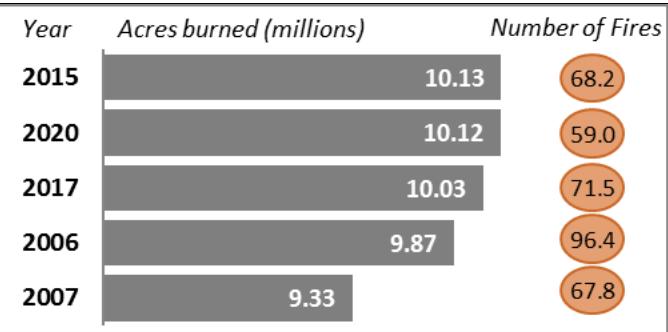 Year Acres burned (millions) Number of Fires
2015 10.13 68.2
2020 10.12 59.0
2017 10.03 71.5
2006 9.87 96.4
2007 9.33 67.8